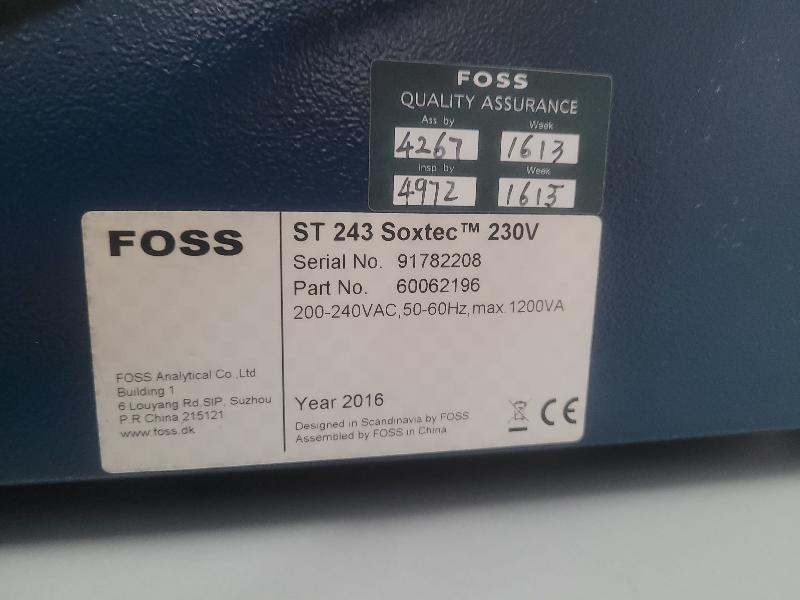 FOSS
QUALITY ASSURANCE
Ass by Week
4267 1613
Insp by Week
4972 1615
FOSS
ST 243 Soxtec™ 230V
Serial No. 91782208
Part No. 60062196
200-240VAC,50-60Hz,max.1200VA
FOSS Analytical Co.,Ltd
Building 1
6 Louyang Rd,SIP, Suzhou
P.R.China 215121
www.foss.dk
Year 2016
Designed in Scandinavia by FOSS
Assembled by FOSS in China
CE